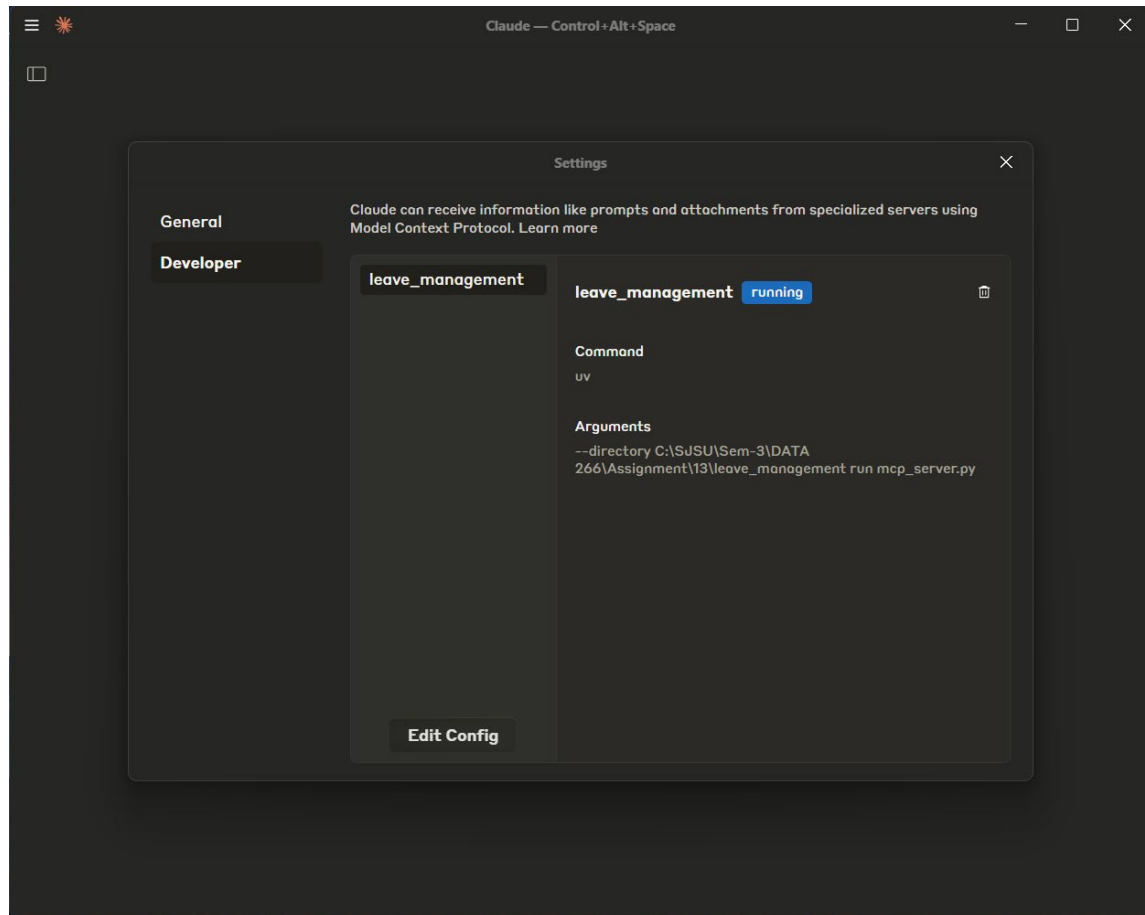 Claude — Control+Alt+Space
Settings
General
Developer
Claude can receive information like prompts and attachments from specialized servers using
Model Context Protocol. Learn more
leave_management
Edit Config
leave_management running
Command
uv
Arguments
--directory C:\SJSU\Sem-3\DATA
266\Assignment\13\leave_management run mcp_server.py